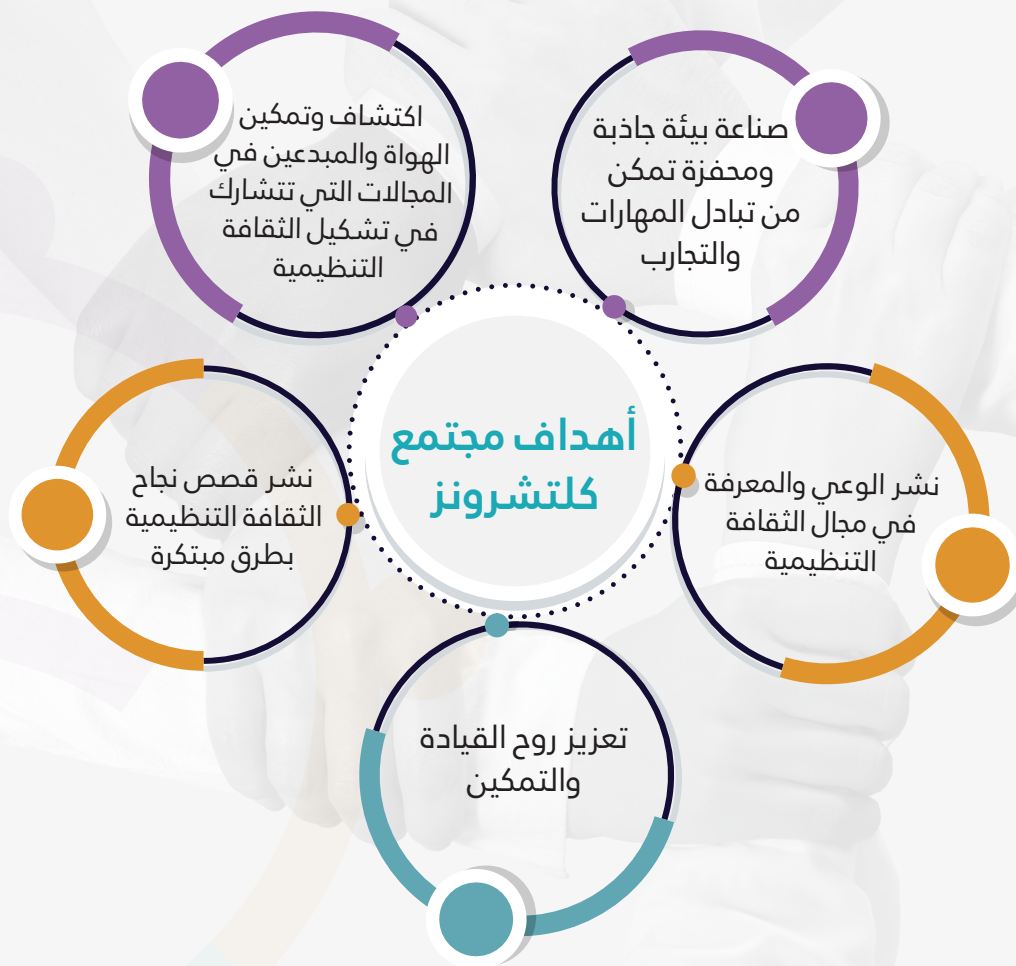 أهداف مجتمع
كلتشرونز
صناعة بيئة جاذبة
ومحفزة تمكن
من تبادل المهارات
والتجارب
اكتشاف وتمكين
الهواة والمبدعين في
المجالات التي تتشارك
في تشكيل الثقافة
التنظيمية
نشر الوعي والمعرفة
في مجال الثقافة
التنظيمية
نشر قصص نجاح
الثقافة التنظيمية
بطرق مبتكرة
تعزيز روح القيادة
والتمكين